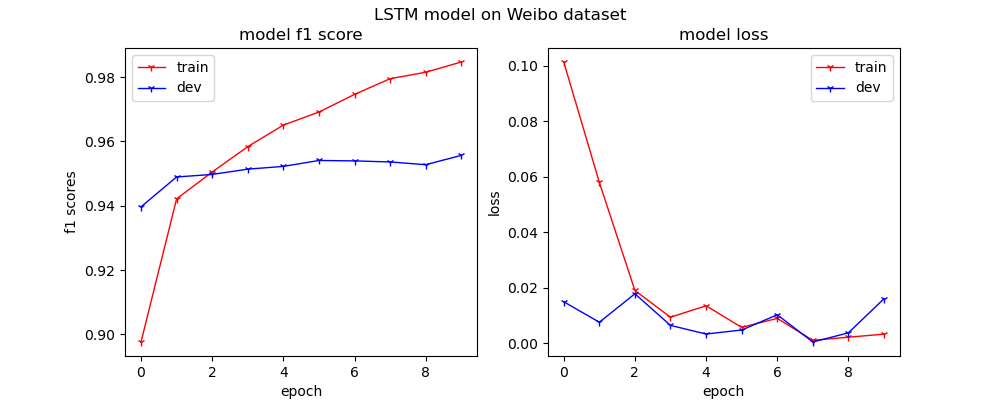 LSTM model on Weibo dataset
model f1 score
train
dev
0.98
0.96
0.94
0.92
0.90
f1 scores
0
2
4
6
8
epoch
model loss
train
dev
0.10
0.08
0.06
0.04
0.02
0.00
loss
0
2
4
6
8
epoch